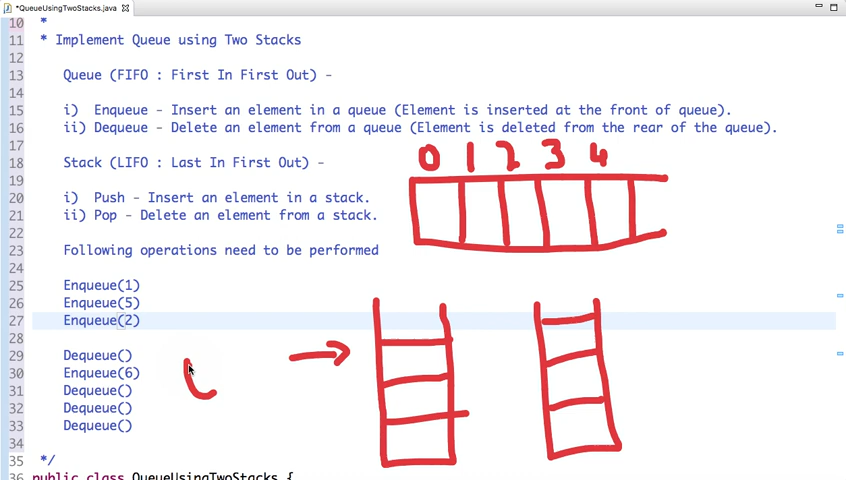 *QueueUsingTwoStacks.java
10 *
11 * Implement Queue using Two Stacks
12
13 Queue (FIFO : First In First Out) -
14
15 i) Enqueue - Insert an element in a queue (Element is inserted at the front of queue).
16 ii) Dequeue - Delete an element from a queue (Element is deleted from the rear of the queue).
17
0 1 2 3 4
18 Stack (LIFO : Last In First Out) -
19
20 i) Push - Insert an element in a stack.
21 ii) Pop - Delete an element from a stack.
22
23 Following operations need to be performed
24
25 Enqueue(1)
26 Enqueue(5)
27 Enqueue(2)
28
29 Dequeue()
30 Enqueue(6)
31 Dequeue()
32 Dequeue()
33 Dequeue()
34
35 */
36 public class QueueUsingTwoStacks {